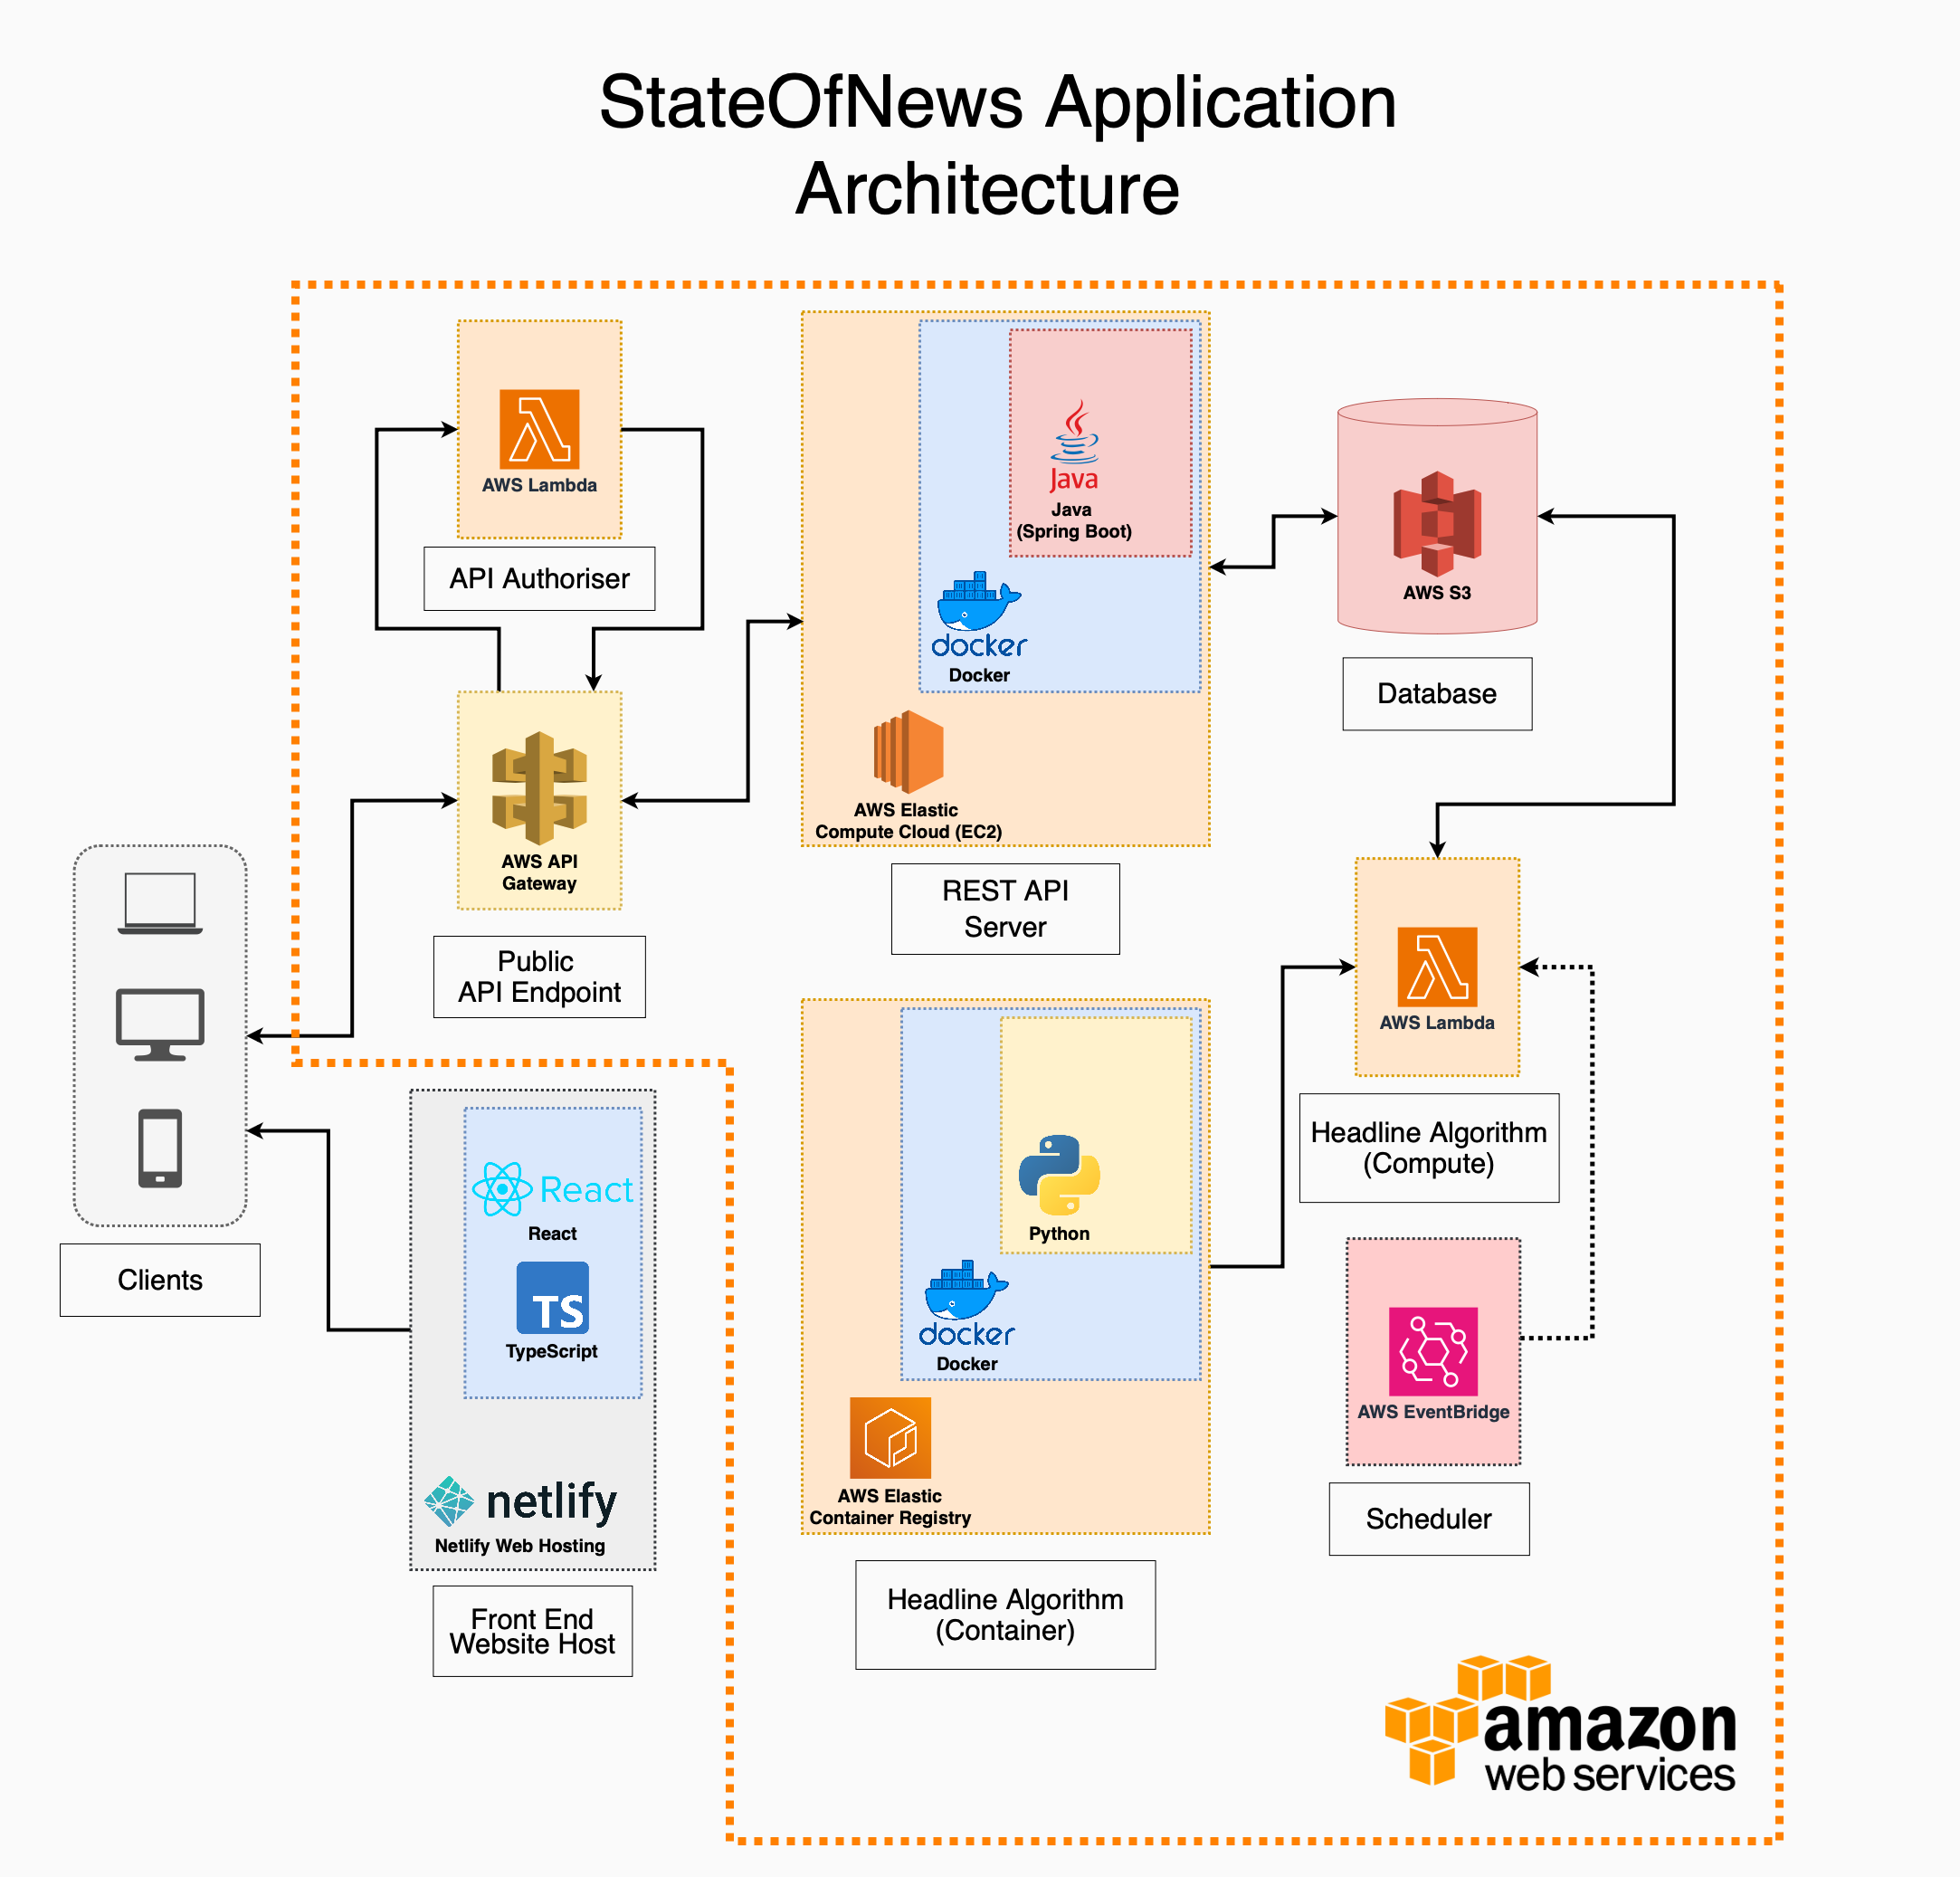 StateOfNews Application
Architecture
AWS Lambda
API Authoriser
AWS API
Gateway
Public
API Endpoint
Java
Java
(Spring Boot)
docker
Docker
AWS Elastic
Compute Cloud (EC2)
REST API
Server
AWS S3
Database
Clients
React
React
TS
TypeScript
netlify
Netlify Web Hosting
Front End
Website Host
Python
docker
Docker
AWS Elastic
Container Registry
Headline Algorithm
(Container)
AWS Lambda
Headline Algorithm
(Compute)
AWS EventBridge
Scheduler
amazon
web services